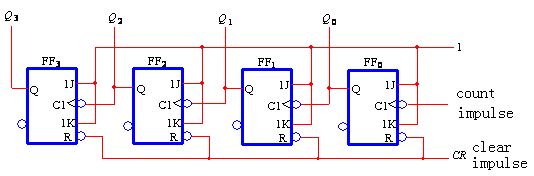 Q3 Q2 Q1 Q0
FF3 FF2 FF1 FF0 1
1J 1J 1J 1J
Q C1 Q C1 Q C1 Q C1 count
impulse
1K 1K 1K 1K
R R R R CR clear
impulse